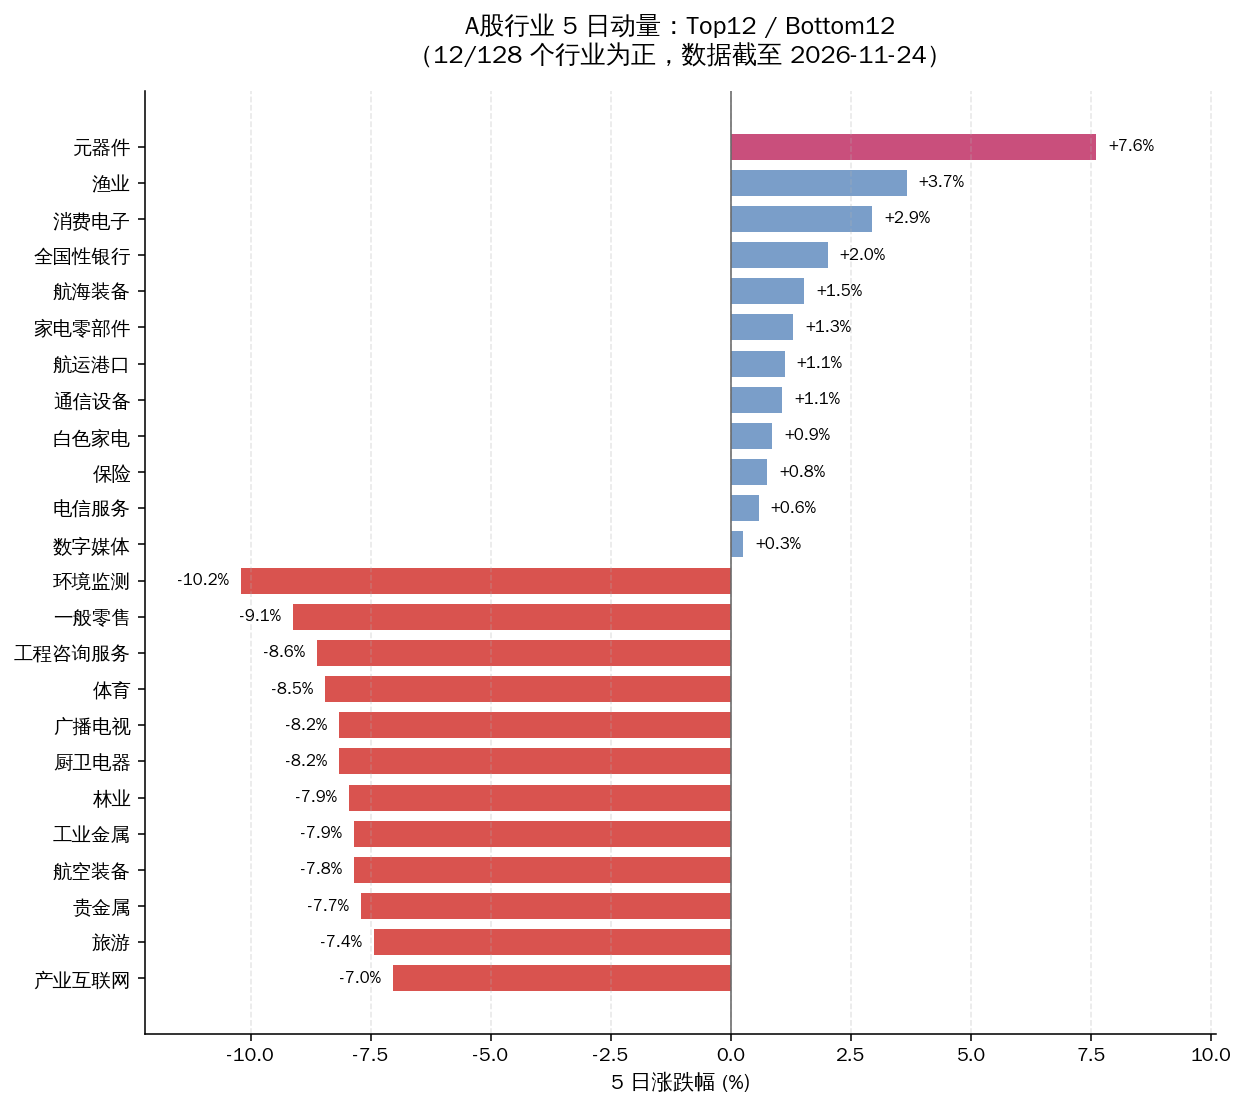 A股行业 5 日动量：Top12 / Bottom12
（12/128 个行业为正，数据截至 2026-11-24）
元器件 +7.6%
渔业 +3.7%
消费电子 +2.9%
全国性银行 +2.0%
航海装备 +1.5%
家电零部件 +1.3%
航运港口 +1.1%
通信设备 +1.1%
白色家电 +0.9%
保险 +0.8%
电信服务 +0.6%
数字媒体 +0.3%
环境监测 -10.2%
一般零售 -9.1%
工程咨询服务 -8.6%
体育 -8.5%
广播电视 -8.2%
厨卫电器 -8.2%
林业 -7.9%
工业金属 -7.9%
航空装备 -7.8%
贵金属 -7.7%
旅游 -7.4%
产业互联网 -7.0%
-10.0 -7.5 -5.0 -2.5 0.0 2.5 5.0 7.5 10.0
5 日涨跌幅 (%)